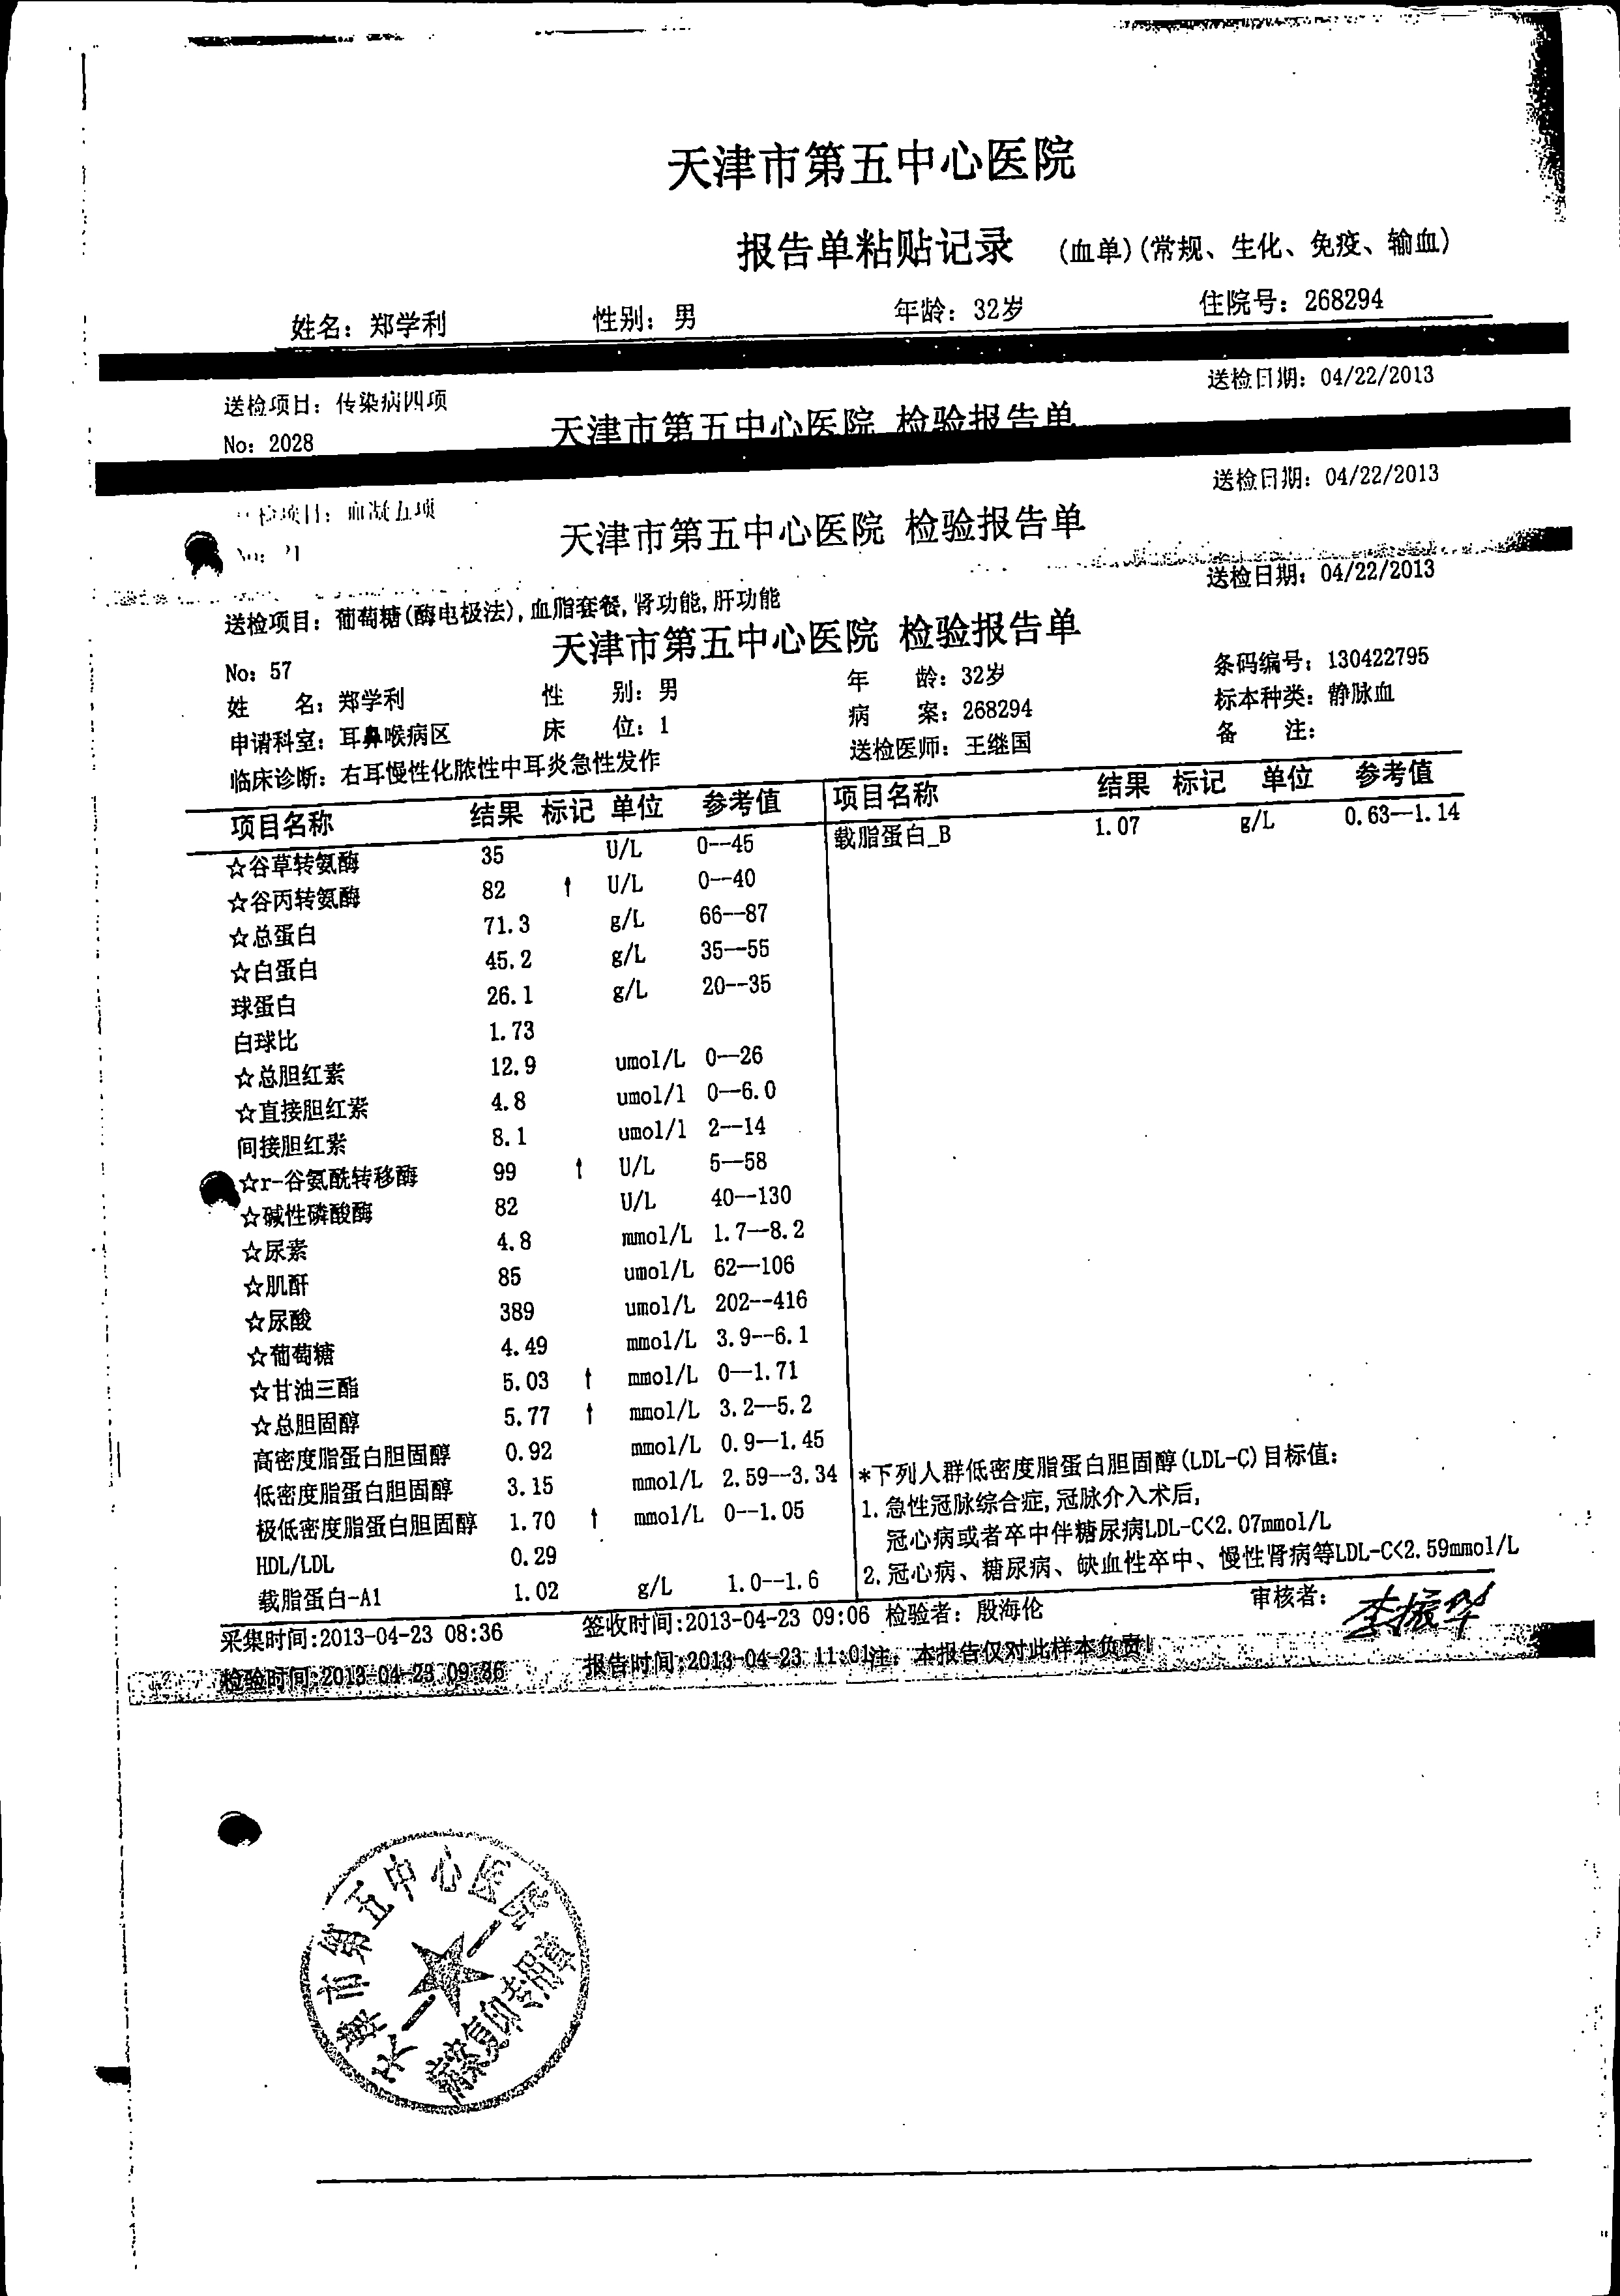 天津市第五中心医院
报告单粘贴记录 (血单)(常规、生化、免疫、输血)
姓名: 郑学利 性别: 男 年龄: 32岁 住院号: 268294
送检项目: 传染病四项 送检日期: 04/22/2013
No: 2028 天津市第五中心医院 检验报告单
送检日期: 04/22/2013
检项目: 血凝五项 天津市第五中心医院 检验报告单
No: 21
送检日期: 04/22/2013
送检项目: 葡萄糖(酶电极法),血脂套餐,肾功能,肝功能
天津市第五中心医院 检验报告单
No: 57 条码编号: 130422795
姓 名: 郑学利 性 别: 男 年 龄: 32岁 标本种类: 静脉血
申请科室: 耳鼻喉病区 床 位: 1 病 案: 268294 备 注:
临床诊断: 右耳慢性化脓性中耳炎急性发作 送检医师: 王继国
项目名称 结果 标记 单位 参考值 项目名称 结果 标记 单位 参考值
☆谷草转氨酶 35 U/L 0--45 载脂蛋白_B 1.07 g/L 0.63--1.14
☆谷丙转氨酶 82 ↑ U/L 0--40
☆总蛋白 71.3 g/L 66--87
☆白蛋白 45.2 g/L 35--55
球蛋白 26.1 g/L 20--35
白球比 1.73
☆总胆红素 12.9 umol/L 0--26
☆直接胆红素 4.8 umol/l 0--6.0
间接胆红素 8.1 umol/l 2--14
☆r-谷氨酰转移酶 99 ↑ U/L 5--58
☆碱性磷酸酶 82 U/L 40--130
☆尿素 4.8 mmol/L 1.7--8.2
☆肌酐 85 umol/L 62--106
☆尿酸 389 umol/L 202--416
☆葡萄糖 4.49 mmol/L 3.9--6.1
☆甘油三酯 5.03 ↑ mmol/L 0--1.71
☆总胆固醇 5.77 ↑ mmol/L 3.2--5.2
高密度脂蛋白胆固醇 0.92 mmol/L 0.9--1.45
低密度脂蛋白胆固醇 3.15 mmol/L 2.59--3.34 *下列人群低密度脂蛋白胆固醇(LDL-C)目标值:
极低密度脂蛋白胆固醇 1.70 ↑ mmol/L 0--1.05 1.急性冠脉综合症,冠脉介入术后,
冠心病或者卒中伴糖尿病LDL-C<2.07mmol/L
HDL/LDL 0.29 2.冠心病、糖尿病、缺血性卒中、慢性肾病等LDL-C<2.59mmol/L
载脂蛋白-A1 1.02 g/L 1.0--1.6
采集时间:2013-04-23 08:36 签收时间:2013-04-23 09:06 检验者: 殷海伦 审核者: 李振华
检验时间:2013-04-23 09:36 报告时间:2013-04-23 11:01注: 本报告仅对此样本负责!
天津市第五中心医院
病案复印专用章